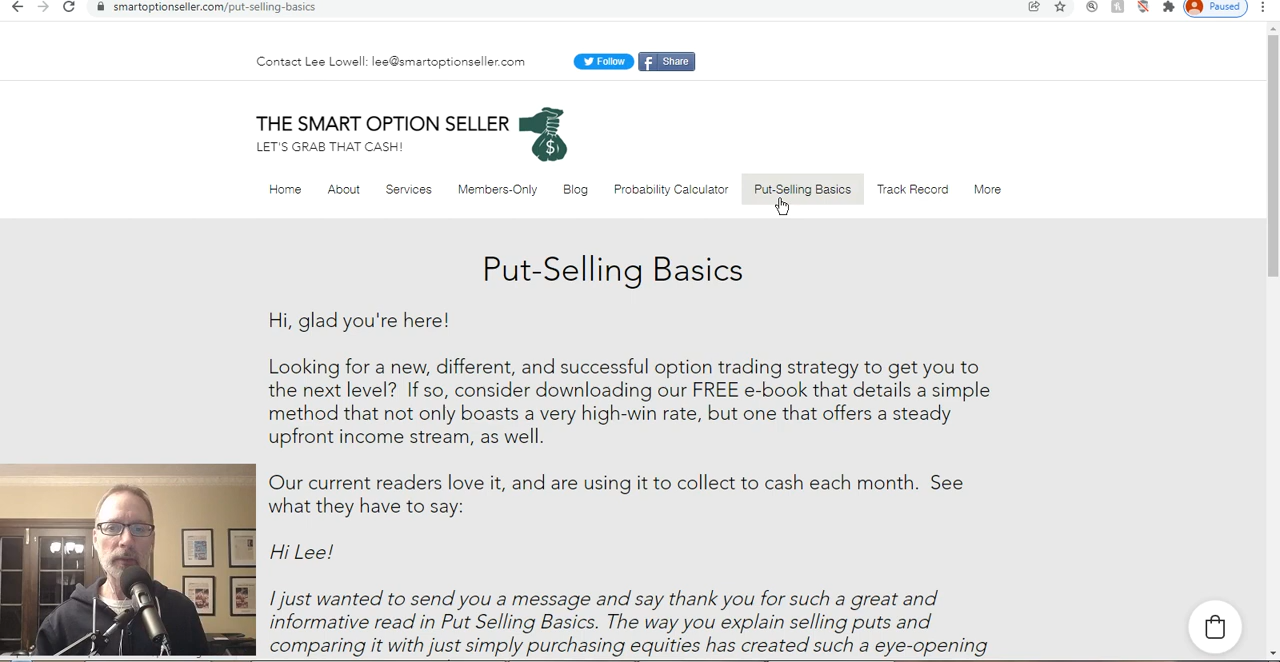 smartoptionseller.com/put-selling-basics
Paused
Contact Lee Lowell: lee@smartoptionseller.com
Follow
f Share
THE SMART OPTION SELLER
$
LET'S GRAB THAT CASH!
Home About Services Members-Only Blog Probability Calculator Put-Selling Basics Track Record More
Put-Selling Basics
Hi, glad you're here!
Looking for a new, different, and successful option trading strategy to get you to
the next level? If so, consider downloading our FREE e-book that details a simple
method that not only boasts a very high-win rate, but one that offers a steady
upfront income stream, as well.
Our current readers love it, and are using it to collect to cash each month. See
what they have to say:
Hi Lee!
I just wanted to send you a message and say thank you for such a great and
informative read in Put Selling Basics. The way you explain selling puts and
comparing it with just simply purchasing equities has created such a eye-opening